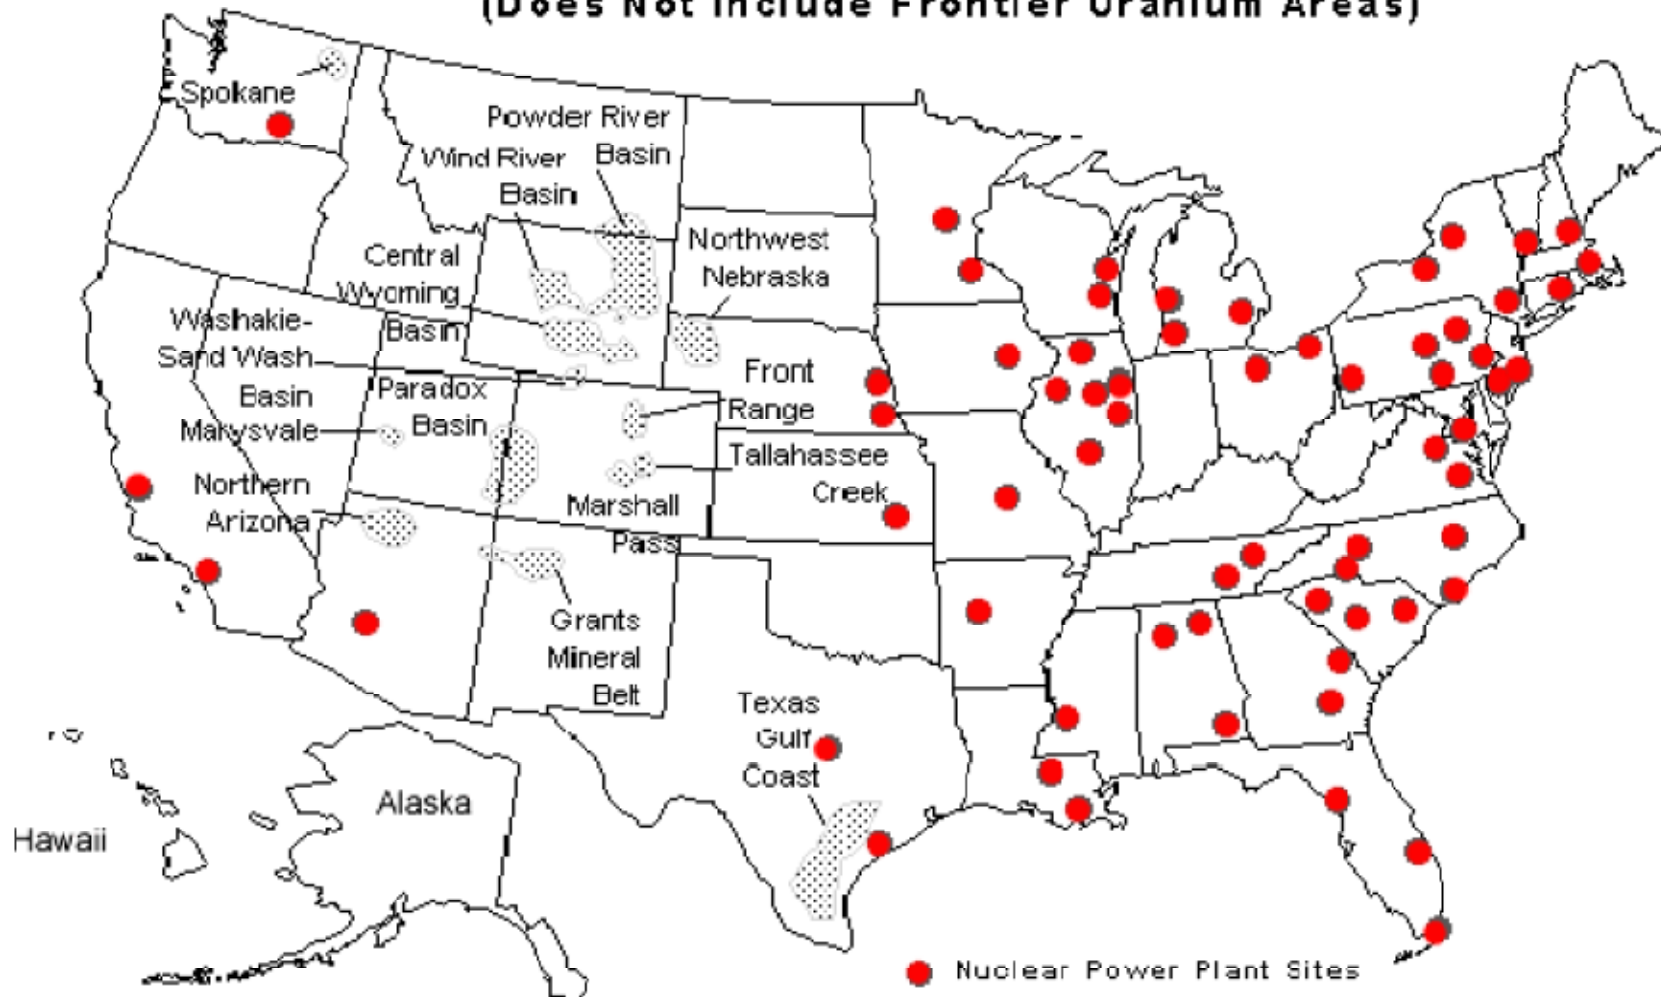 (Does Not Include Frontier Uranium Areas)
Spokane
Powder River
Basin
Wind River
Basin
Central
Wyoming
Basin
Northwest
Nebraska
Washakie-
Sand Wash
Basin
Marysvale
Paradox
Basin
Front
Range
Tallahassee
Creek
Marshall
Pass
Northern
Arizona
Grants
Mineral
Belt
Texas
Gulf
Coast
Alaska
Hawaii
Nuclear Power Plant Sites